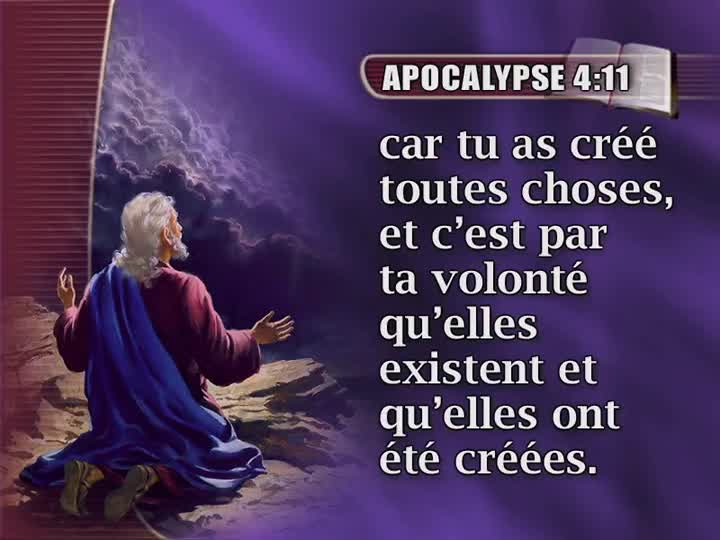 APOCALYPSE 4:11
car tu as créé
toutes choses,
et c’est par
ta volonté
qu’elles
existent et
qu’elles ont
été créées.